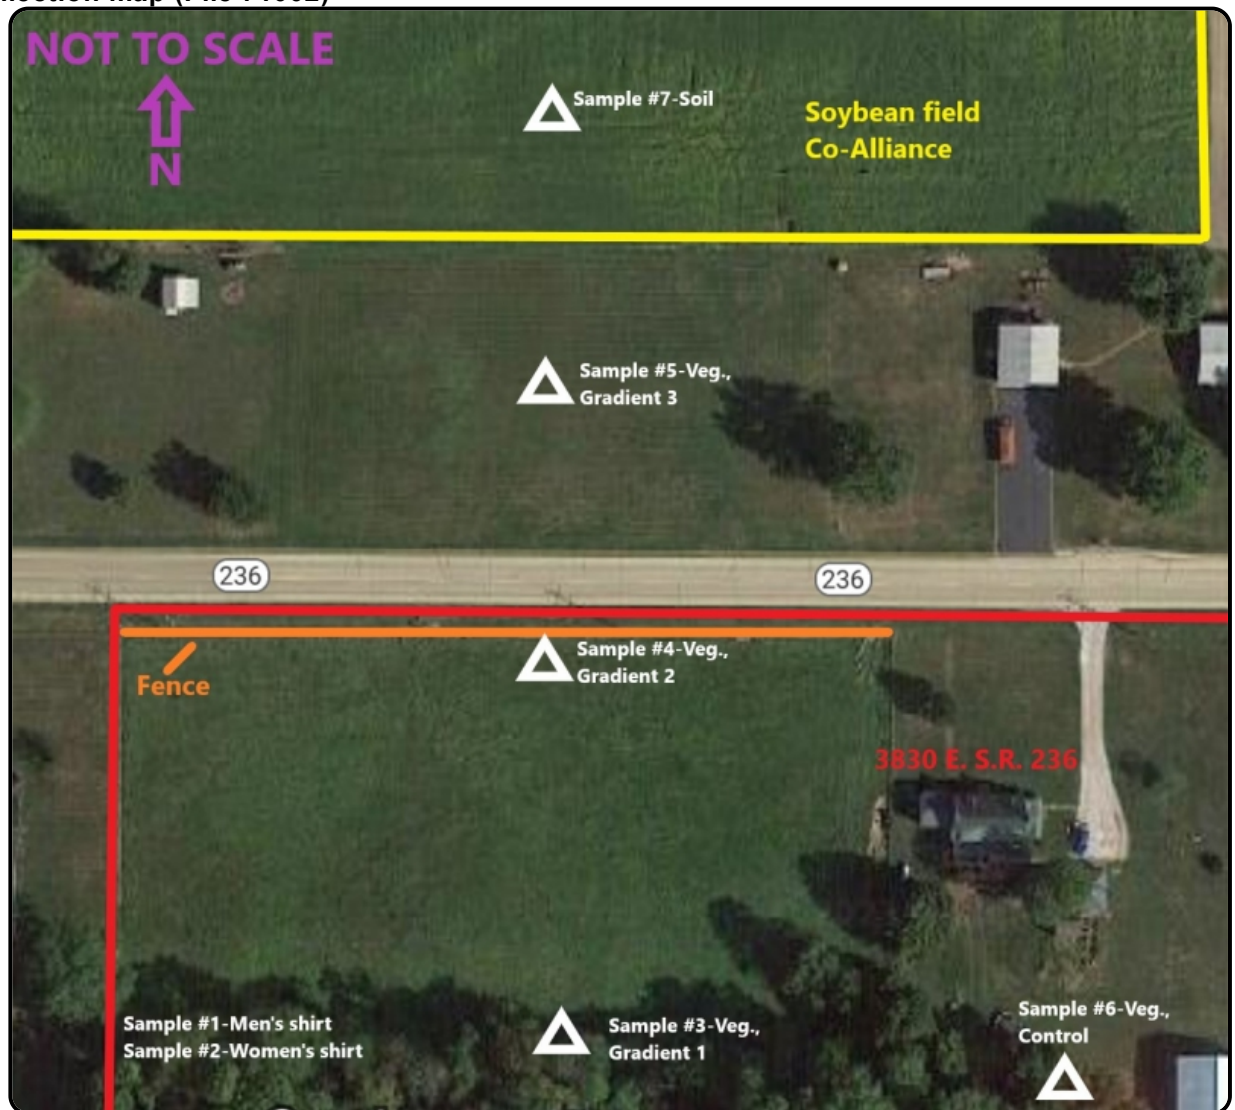 NOT TO SCALE
N
Sample #7-Soil
Soybean field
Co-Alliance
Sample #5-Veg.,
Gradient 3
236
236
Sample #4-Veg.,
Gradient 2
Fence
3830 E. S.R. 236
Sample #1-Men's shirt
Sample #2-Women's shirt
Sample #3-Veg.,
Gradient 1
Sample #6-Veg.,
Control